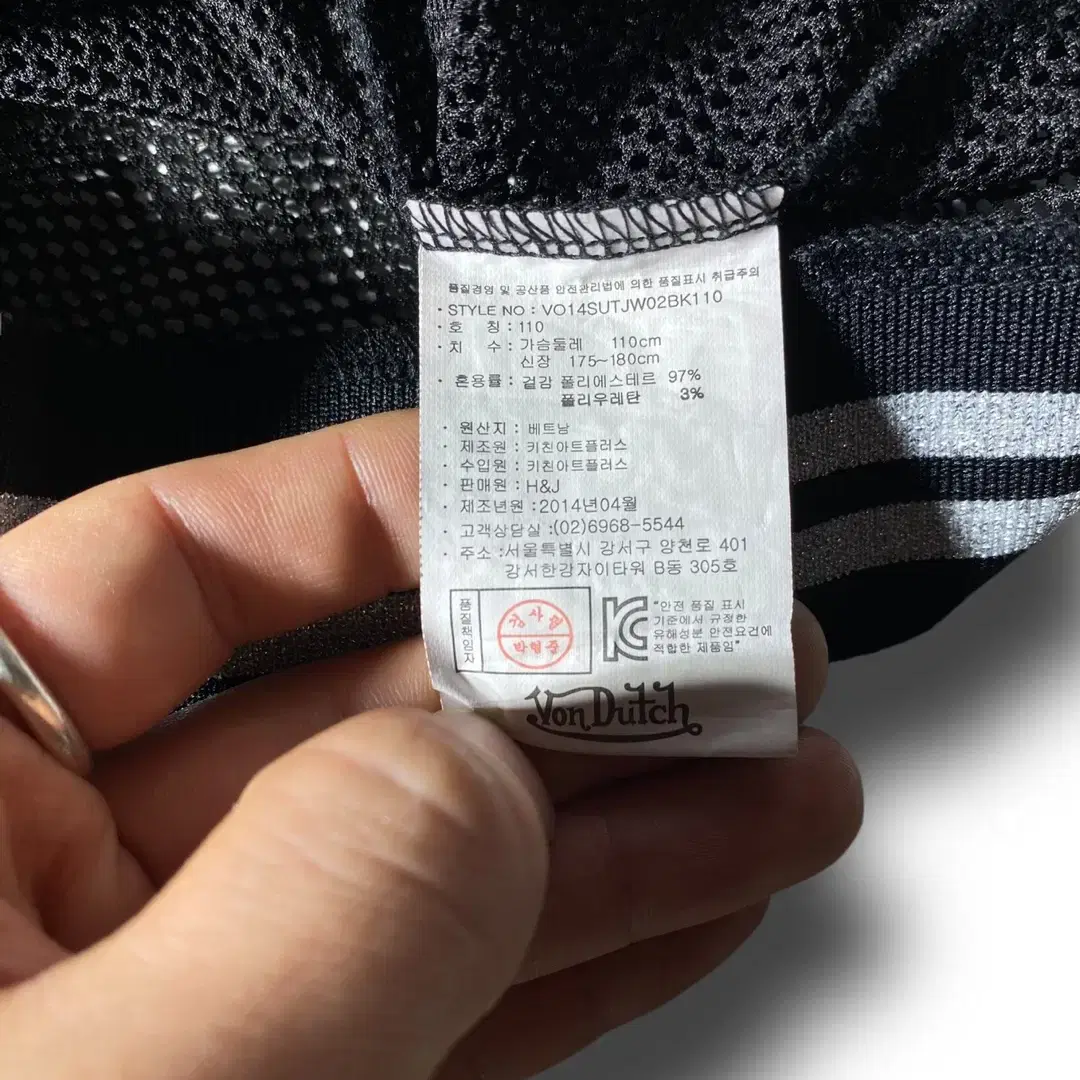 품질경영 및 공산품 안전관리법에 의한 품질표시 취급주의
· STYLE NO : VO14SUTJW02BK110
· 호 칭 : 110
· 치 수 : 가슴둘레 110cm
신장 175~180cm
· 혼용률 : 겉감 폴리에스테르 97%
폴리우레탄 3%
· 원산지 : 베트남
· 제조원 : 키친아트플러스
· 수입원 : 키친아트플러스
· 판매원 : H&J
· 제조년원 : 2014년04월
· 고객상담실 :(02)6968-5544
· 주소 :서울특별시 강서구 양천로 401
강서한강자이타워 B동 305호
품질책임자
박형준
"안전 품질 표시
기준에서 규정한
유해성분 안전요건에
적합한 제품임"
Von Dutch